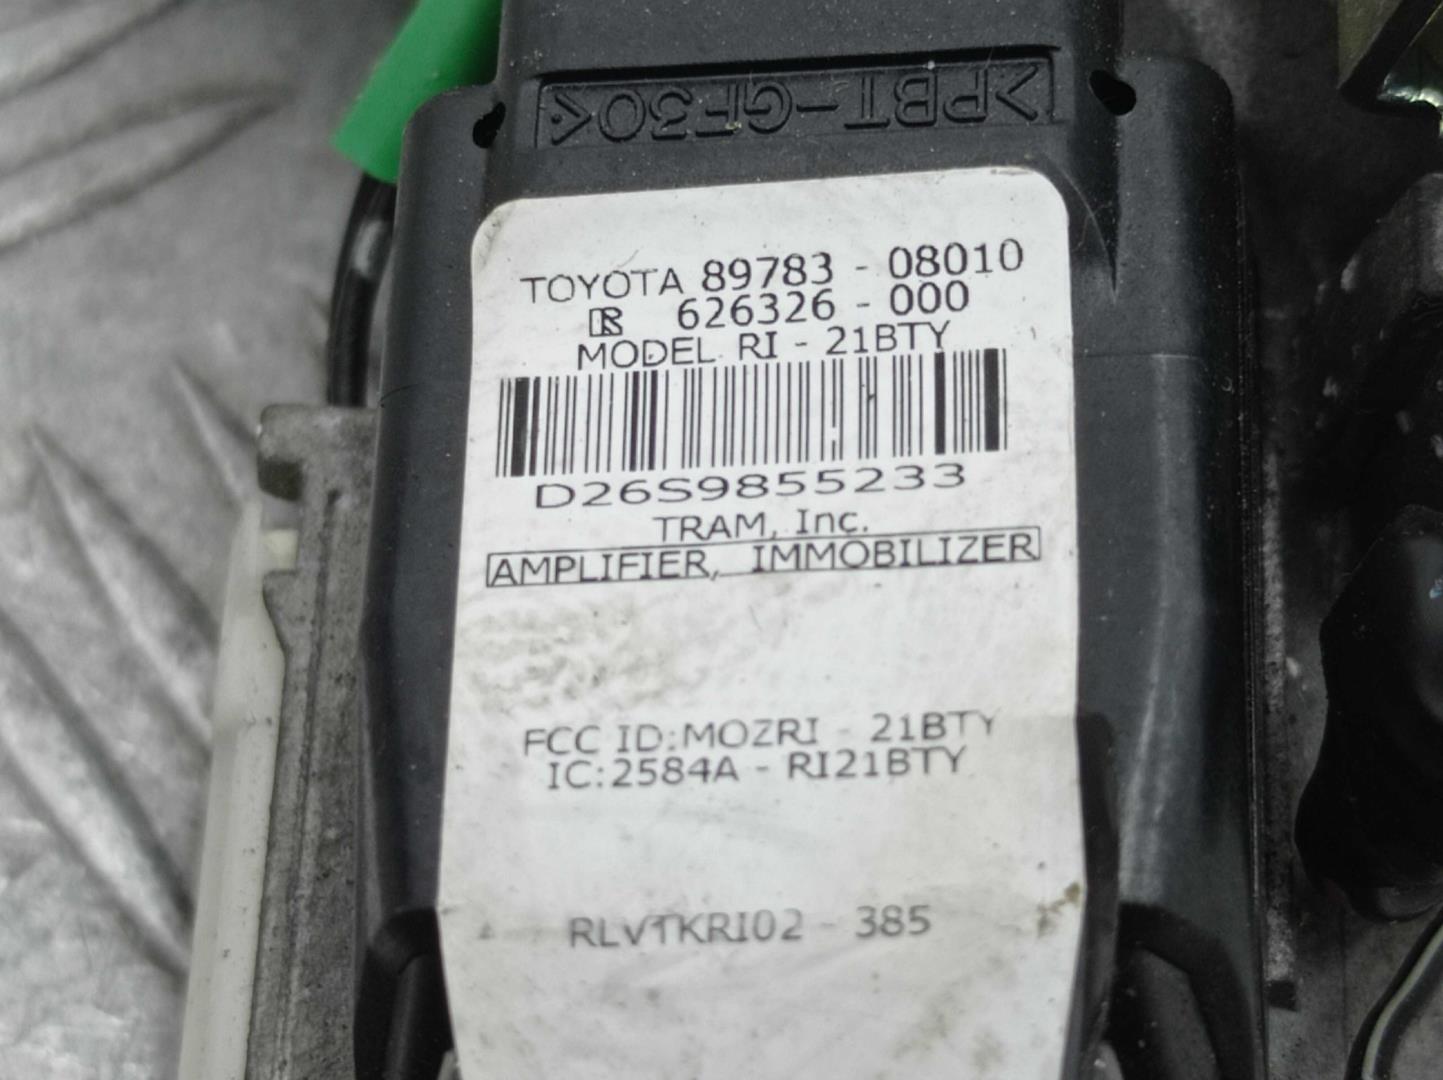 >PBT-GF30<
TOYOTA 89783 - 08010
R 626326 - 000
MODEL RI - 21BTY
D26S9855233
TRAM, Inc.
AMPLIFIER, IMMOBILIZER
FCC ID:MOZRI - 21BTY
IC:2584A - RI21BTY
RLVTKRI02 - 385